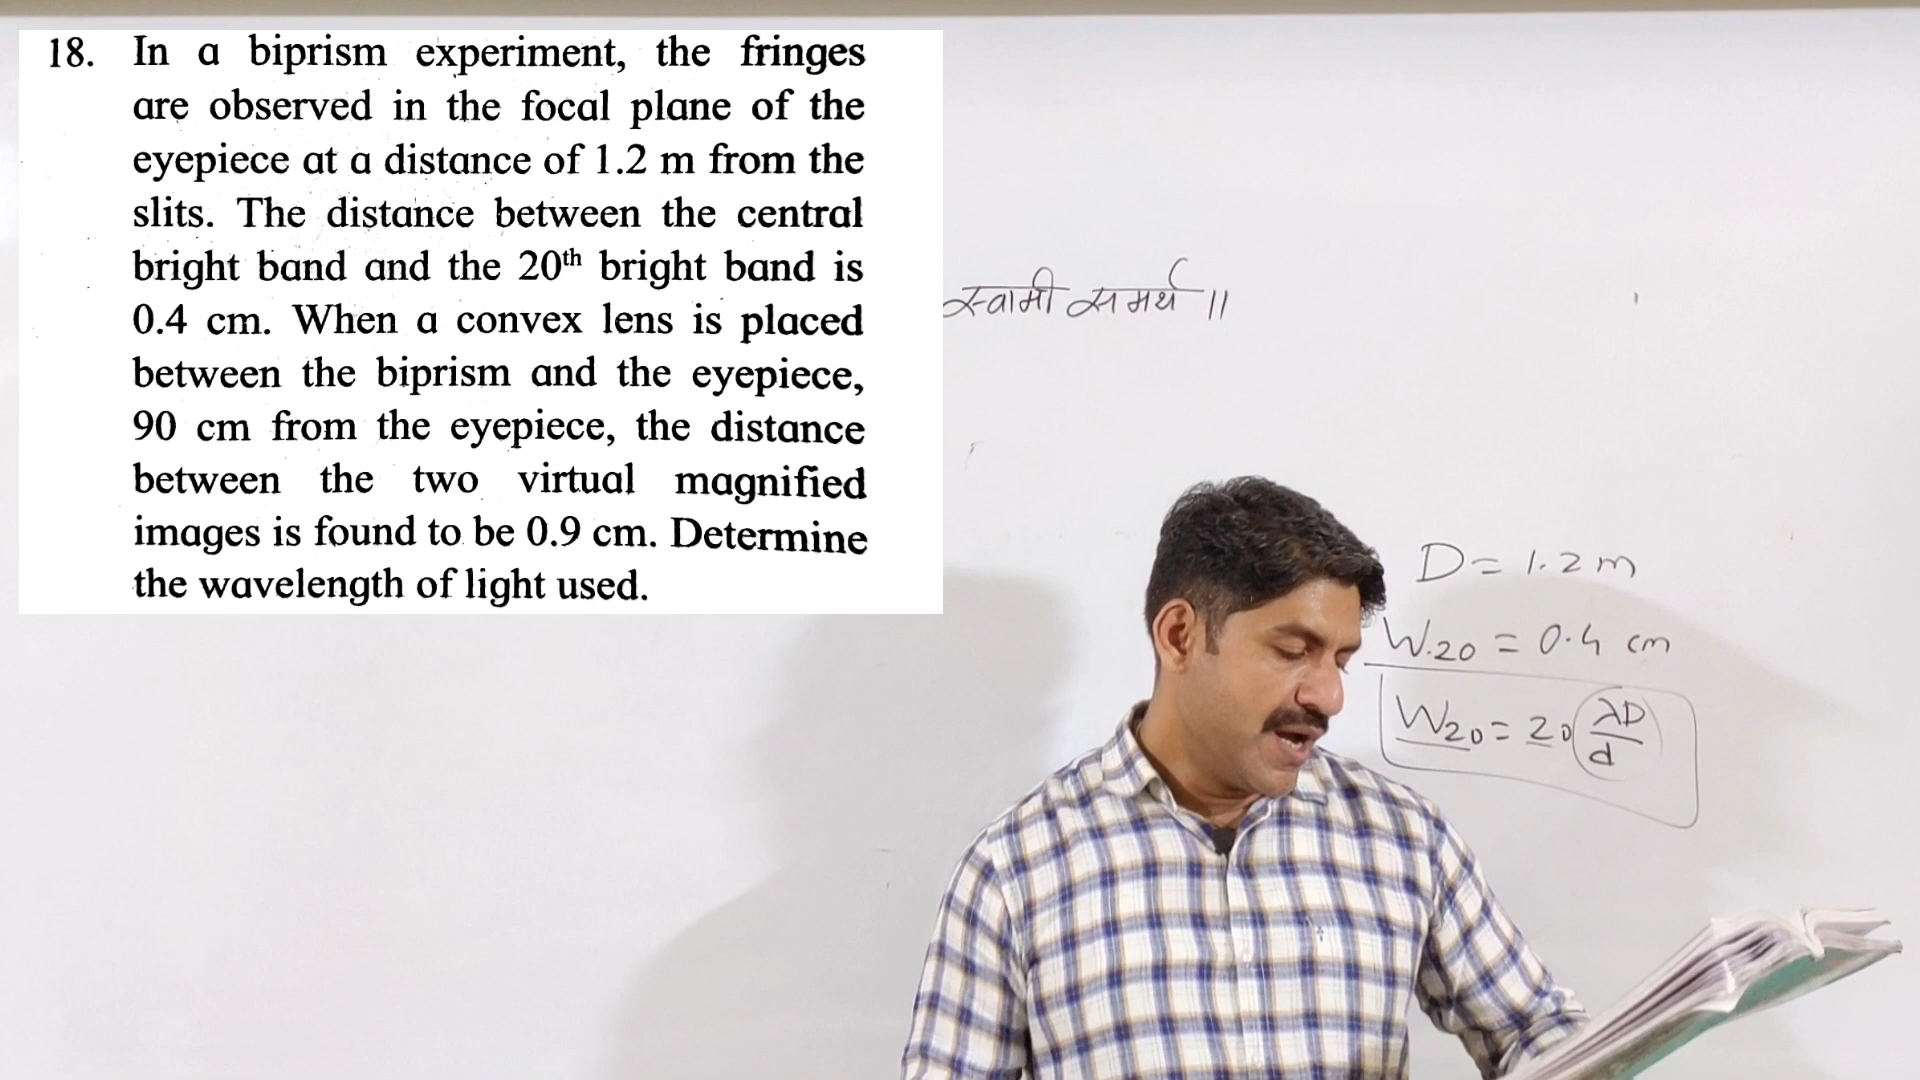 18. In a biprism experiment, the fringes
are observed in the focal plane of the
eyepiece at a distance of 1.2 m from the
slits. The distance between the central
bright band and the 20th bright band is
0.4 cm. When a convex lens is placed
between the biprism and the eyepiece,
90 cm from the eyepiece, the distance
between the two virtual magnified
images is found to be 0.9 cm. Determine
the wavelength of light used.
स्वामी समर्थ ॥
D = 1.2 m
W20 = 0.4 cm
W20 = 20 λD/d